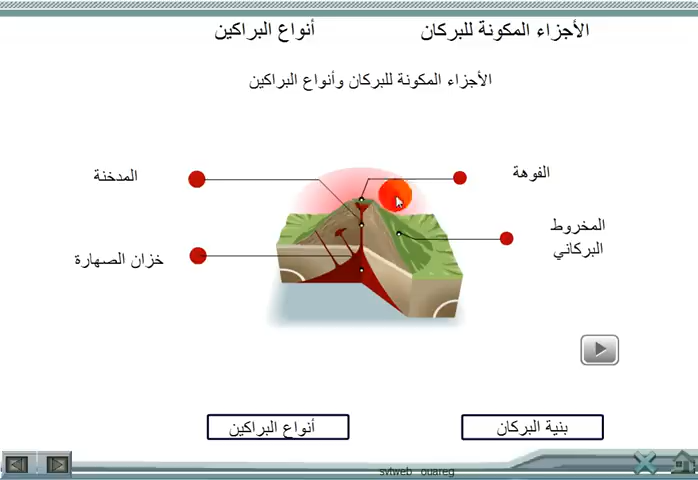 الأجزاء المكونة للبركان
أنواع البراكين
الأجزاء المكونة للبركان وأنواع البراكين
الفوهة
المدخنة
المخروط
البركاني
خزان الصهارة
بنية البركان
أنواع البراكين
svtweb ouareg